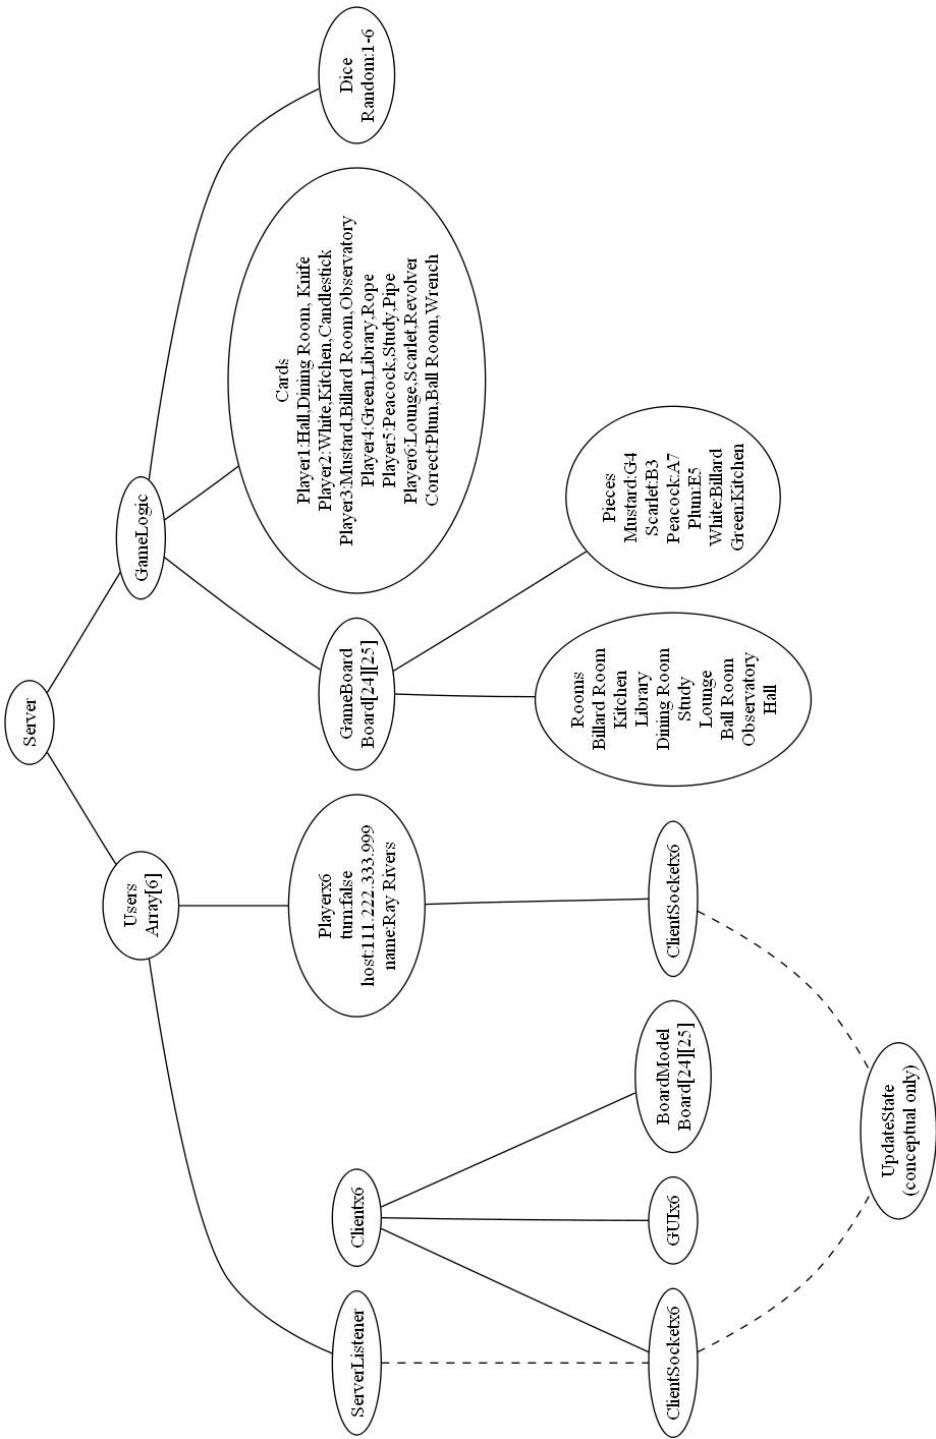 Server
Users
Array[6]
GameLogic
ServerListener
Clientx6
Playerx6
turn:false
host:111.222.333.999
name:Ray Rivers
GameBoard
Board[24][25]
Cards
Player1:Hall,Dining Room, Knife
Player2:White,Kitchen,Candlestick
Player3:Mustard,Billard Room,Observatory
Player4:Green,Library,Rope
Player5:Peacock,Study,Pipe
Player6:Lounge,Scarlet,Revolver
Correct:Plum,Ball Room,Wrench
Dice
Random:1-6
ClientSocketx6
GUIx6
BoardModel
Board[24][25]
ClientSocketx6
Rooms
Billard Room
Kitchen
Library
Dining Room
Study
Lounge
Ball Room
Observatory
Hall
Pieces
Mustard:G4
Scarlet:B3
Peacock:A7
Plum:E5
White:Billard
Green:Kitchen
UpdateState
(conceptual only)